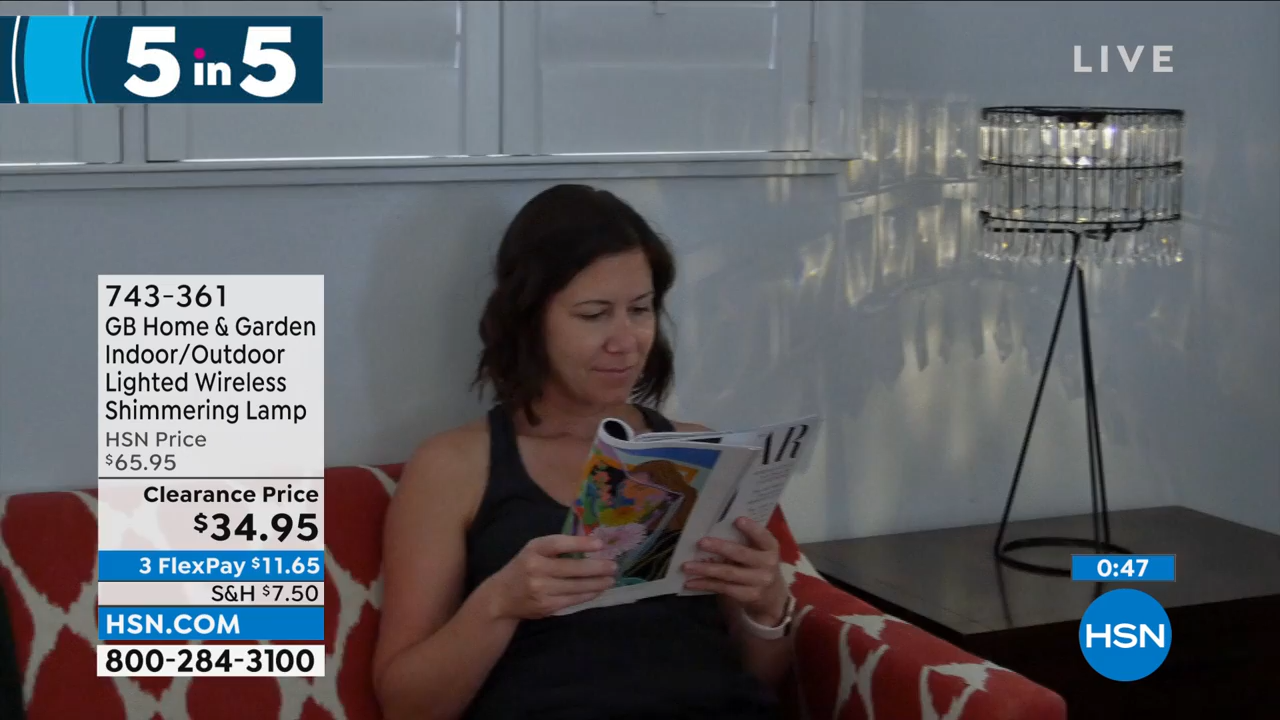 5 in 5
LIVE
743-361
GB Home & Garden
Indoor/Outdoor
Lighted Wireless
Shimmering Lamp
HSN Price
$65.95
Clearance Price
$34.95
3 FlexPay $11.65
S&H $7.50
HSN.COM
800-284-3100
AR
0:47
HSN